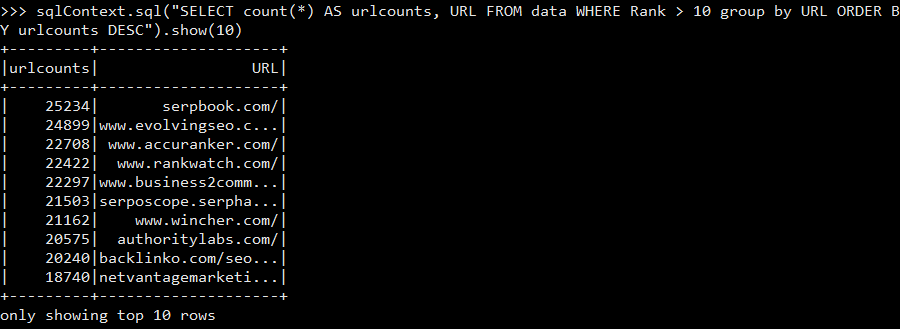 >>> sqlContext.sql("SELECT count(*) AS urlcounts, URL FROM data WHERE Rank > 10 group by URL ORDER B
Y urlcounts DESC").show(10)
+---------+--------------------+
|urlcounts|                 URL|
+---------+--------------------+
|    25234|       serpbook.com/|
|    24899|www.evolvingseo.c...|
|    22708| www.accuranker.com/|
|    22422|  www.rankwatch.com/|
|    22297|www.business2comm...|
|    21503|serposcope.serpha...|
|    21162|    www.wincher.com/|
|    20575|  authoritylabs.com/|
|    20240|backlinko.com/seo...|
|    18740|netvantagemarketi...|
+---------+--------------------+
only showing top 10 rows